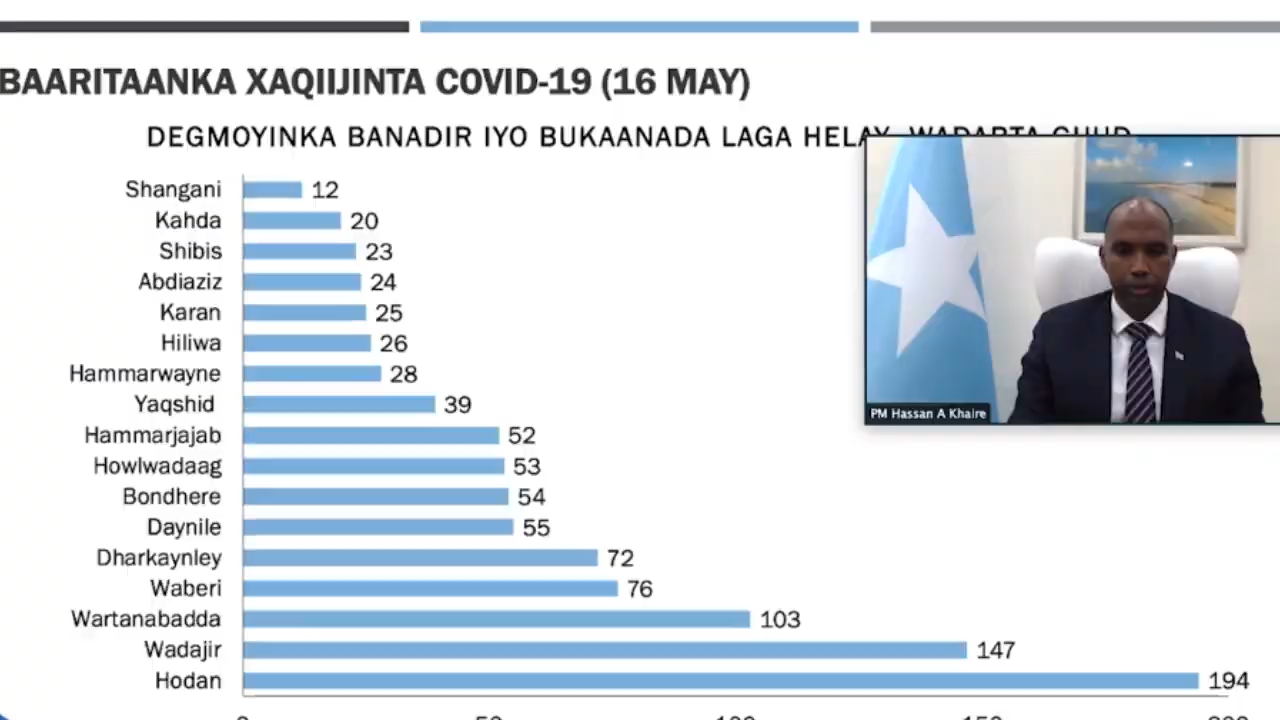 BAARITAANKA XAQIIJINTA COVID-19 (16 MAY)
DEGMOYINKA BANADIR IYO BUKAANADA LAGA HELAY, WADARTA GUUD
Shangani 12
Kahda 20
Shibis 23
Abdiaziz 24
Karan 25
Hiliwa 26
Hammarwayne 28
Yaqshid 39
Hammarjajab 52
Howlwadaag 53
Bondhere 54
Daynile 55
Dharkaynley 72
Waberi 76
Wartanabadda 103
Wadajir 147
Hodan 194
PM Hassan A Khaire